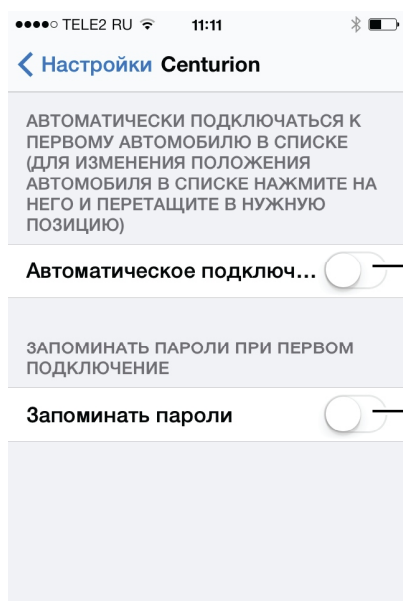 TELE2 RU 11:11
Настройки Centurion
АВТОМАТИЧЕСКИ ПОДКЛЮЧАТЬСЯ К
ПЕРВОМУ АВТОМОБИЛЮ В СПИСКЕ
(ДЛЯ ИЗМЕНЕНИЯ ПОЛОЖЕНИЯ
АВТОМОБИЛЯ В СПИСКЕ НАЖМИТЕ НА
НЕГО И ПЕРЕТАЩИТЕ В НУЖНУЮ
ПОЗИЦИЮ)
Автоматическое подключ...
ЗАПОМИНАТЬ ПАРОЛИ ПРИ ПЕРВОМ
ПОДКЛЮЧЕНИЕ
Запоминать пароли